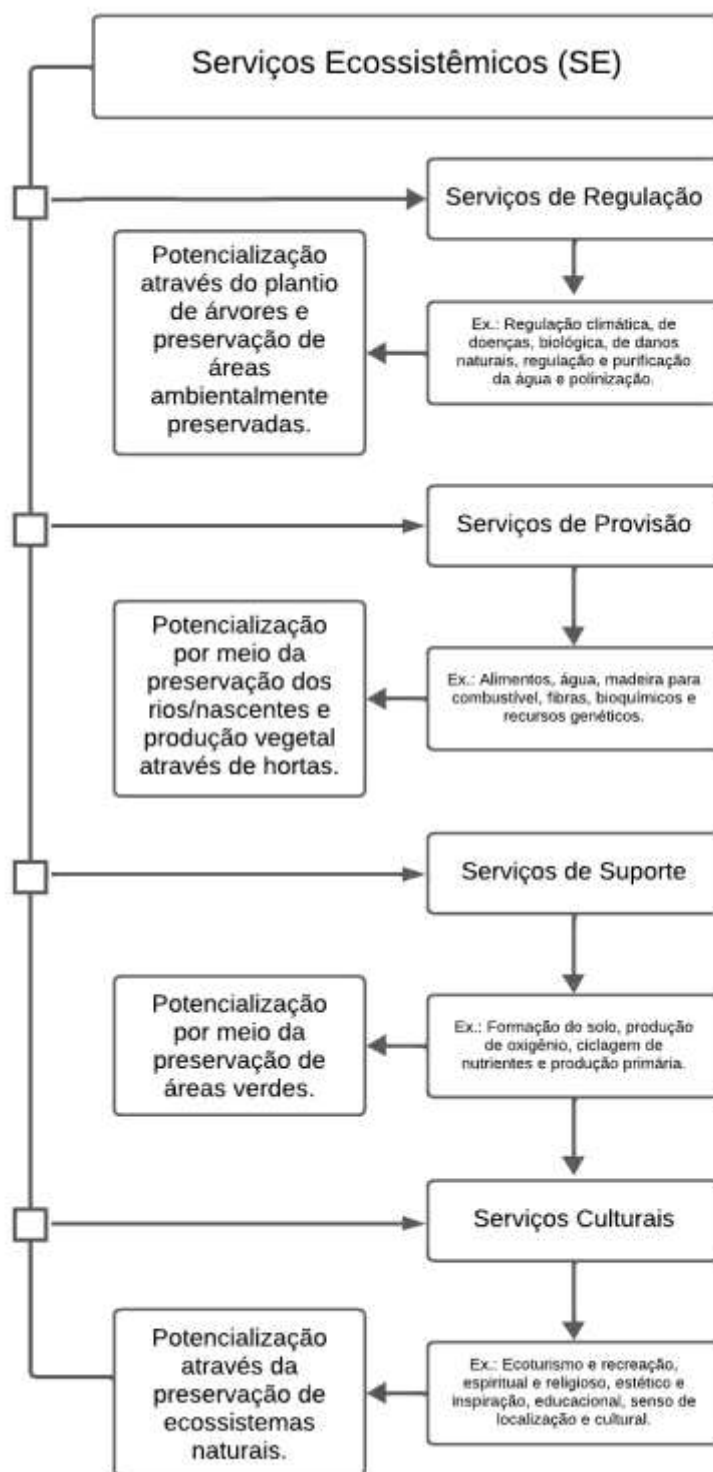 Serviços Ecossistêmicos (SE)
Serviços de Regulação
Potencialização
através do plantio
de árvores e
preservação de
áreas
ambientalmente
preservadas.
Ex.: Regulação climática, de
doenças, biológica, de danos
naturais, regulação e purificação
da água e polinização.
Serviços de Provisão
Potencialização
por meio da
preservação dos
rios/nascentes e
produção vegetal
através de hortas.
Ex.: Alimentos, água, madeira para
combustível, fibras, bioquímicos e
recursos genéticos.
Serviços de Suporte
Potencialização
por meio da
preservação de
áreas verdes.
Ex.: Formação do solo, produção
de oxigênio, ciclagem de
nutrientes e produção primária.
Serviços Culturais
Potencialização
através da
preservação de
ecossistemas
naturais.
Ex.: Ecoturismo e recreação,
espiritual e religioso, estético e
inspiração, educacional, senso de
localização e cultural.